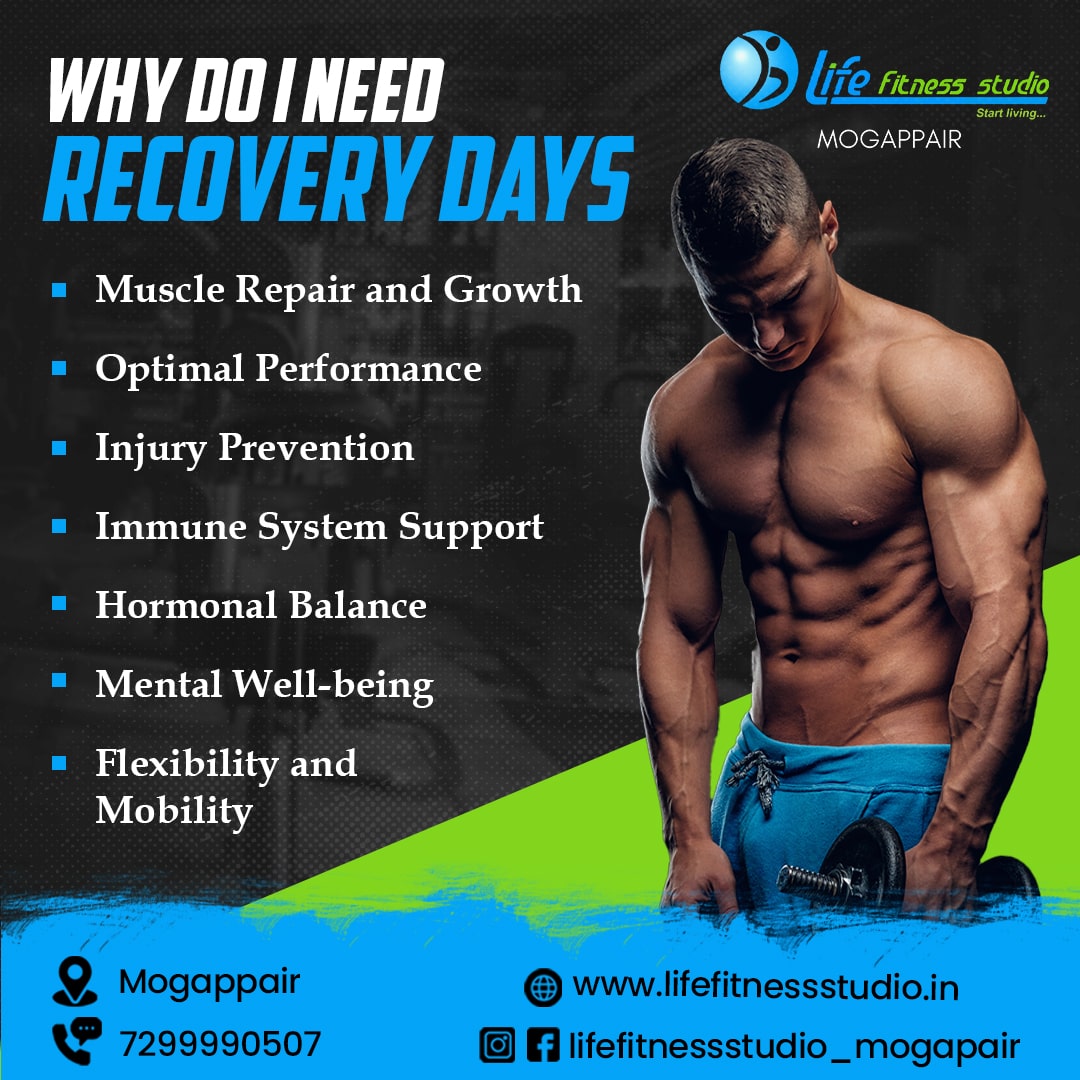 WHY DO I NEED
RECOVERY DAYS
Life Fitness studio
Start living...
MOGAPPAIR
Muscle Repair and Growth
Optimal Performance
Injury Prevention
Immune System Support
Hormonal Balance
Mental Well-being
Flexibility and
Mobility
Mogappair
www.lifefitnessstudio.in
7299990507
lifefitnessstudio_mogapair